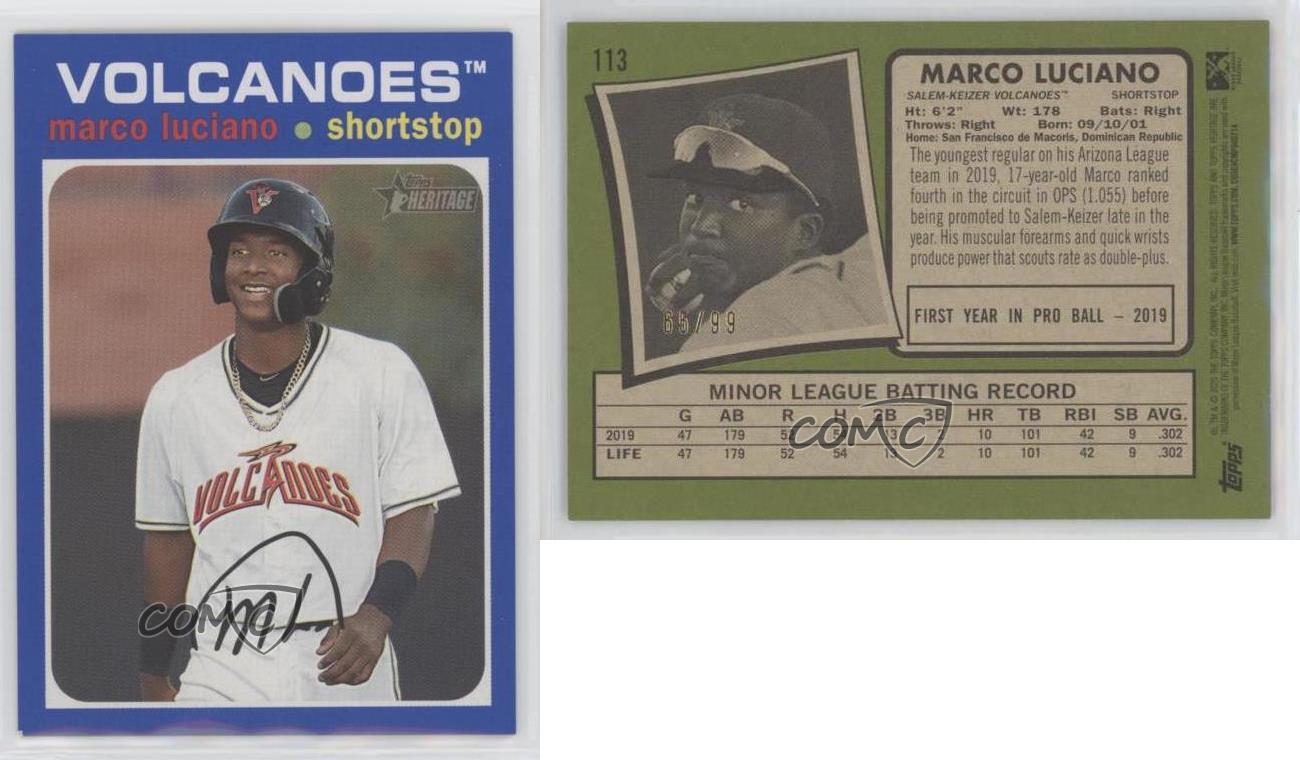 VOLCANOES™
marco luciano • shortstop
Topps
HERITAGE
VOLCANOES
COMC
113
MARCO LUCIANO
SALEM-KEIZER VOLCANOES™ SHORTSTOP
Ht: 6'2" Wt: 178 Bats: Right
Throws: Right Born: 09/10/01
Home: San Francisco de Macoris, Dominican Republic
The youngest regular on his Arizona League
team in 2019, 17-year-old Marco ranked
fourth in the circuit in OPS (1.055) before
being promoted to Salem-Keizer late in the
year. His muscular forearms and quick wrists
produce power that scouts rate as double-plus.
FIRST YEAR IN PRO BALL – 2019
65/99
MINOR LEAGUE BATTING RECORD
G AB R H 2B 3B HR TB RBI SB AVG.
2019 47 179 52 54 13 10 101 42 9 .302
LIFE 47 179 52 54 13 2 10 101 42 9 .302
COMC
Topps